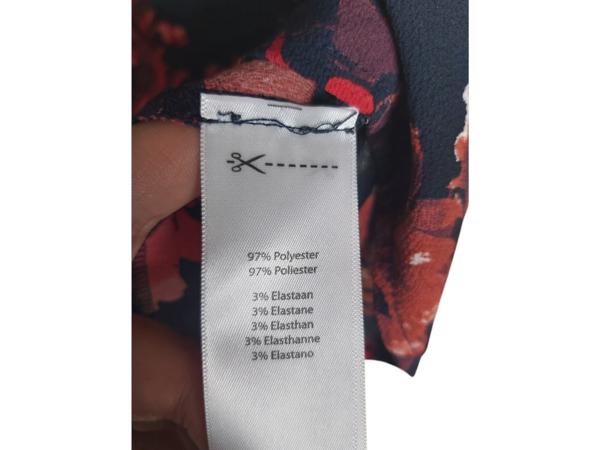 97% Polyester
97% Poliester
3% Elastaan
3% Elastane
3% Elasthan
3% Elasthanne
3% Elastano